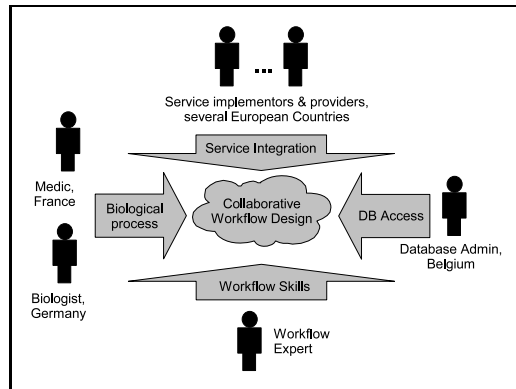 ...
Service implementors & providers,
several European Countries
Service Integration
Medic,
France
Biological
process
Collaborative
Workflow Design
DB Access
Database Admin,
Belgium
Biologist,
Germany
Workflow Skills
Workflow
Expert